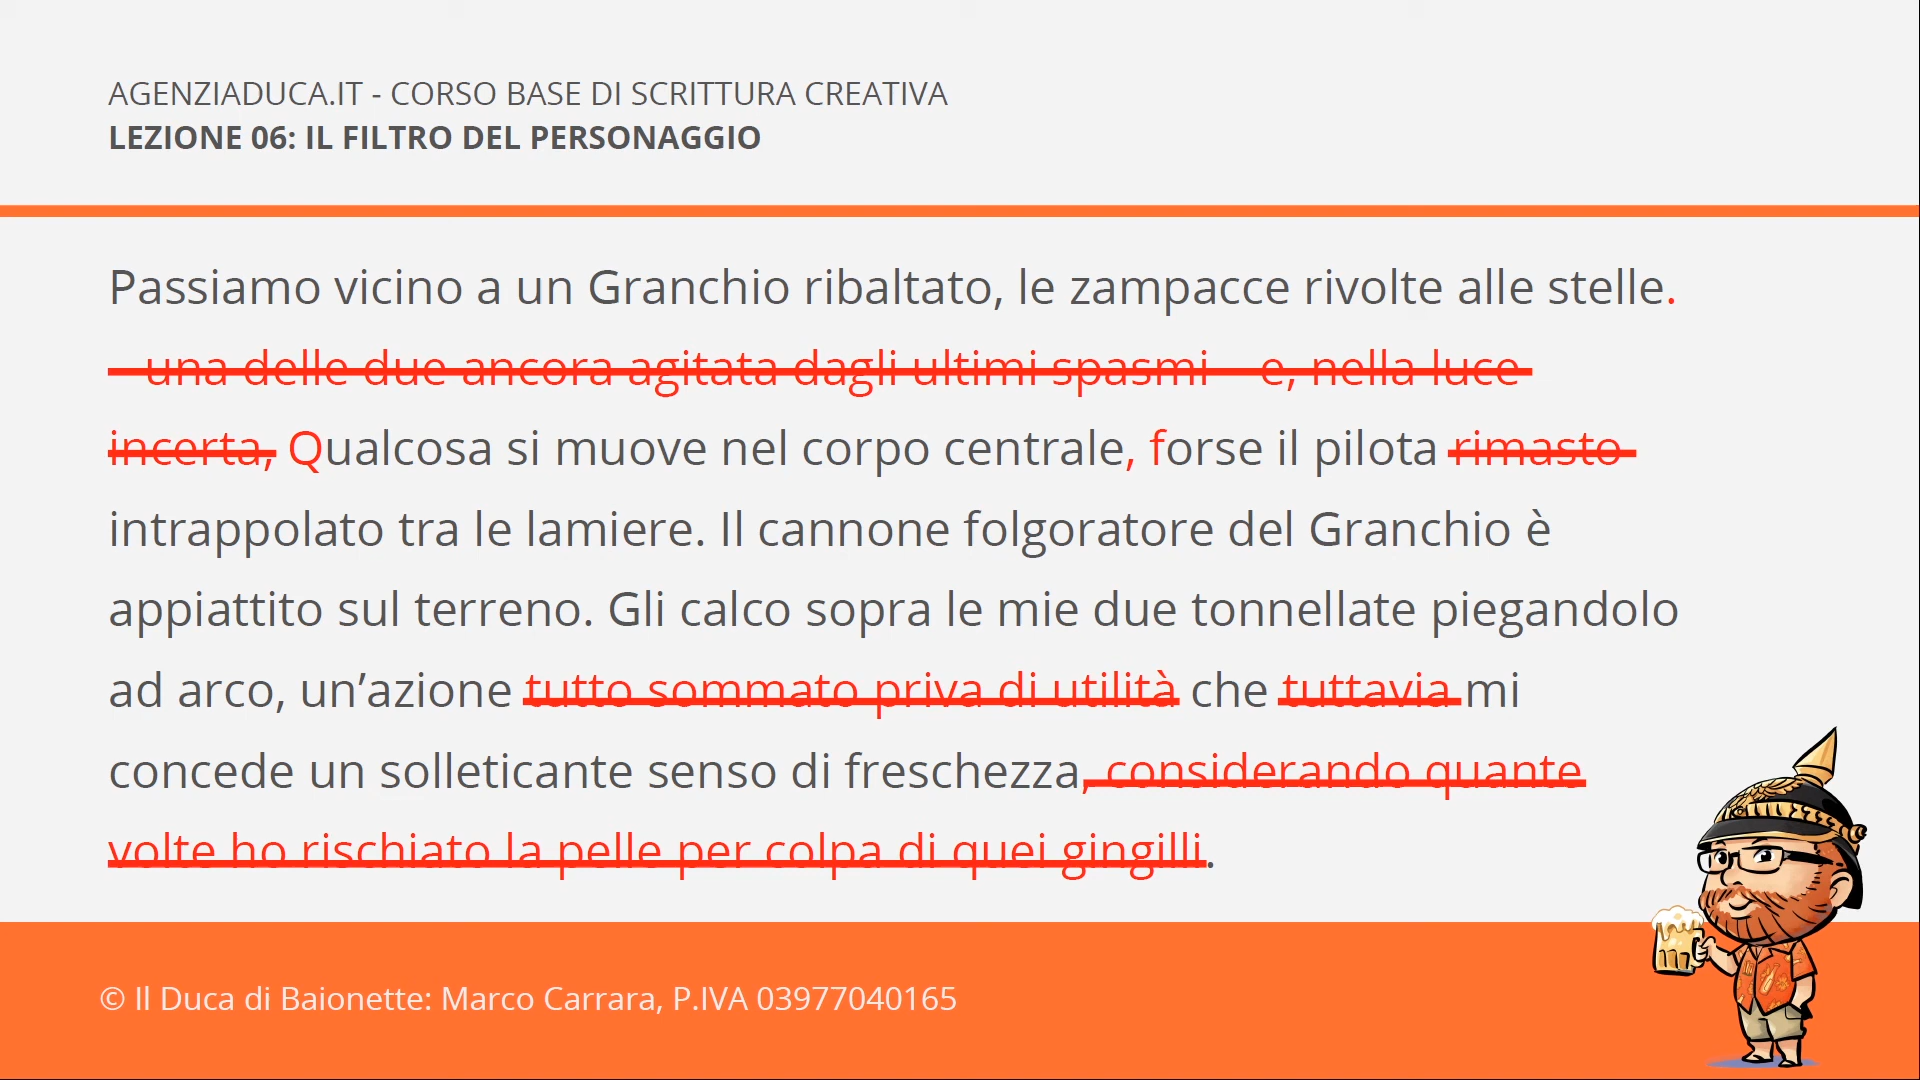 AGENZIADUCA.IT - CORSO BASE DI SCRITTURA CREATIVA
LEZIONE 06: IL FILTRO DEL PERSONAGGIO
Passiamo vicino a un Granchio ribaltato, le zampacce rivolte alle stelle.
– una delle due ancora agitata dagli ultimi spasmi – e, nella luce
incerta, Qualcosa si muove nel corpo centrale, forse il pilota rimasto
intrappolato tra le lamiere. Il cannone folgoratore del Granchio è
appiattito sul terreno. Gli calco sopra le mie due tonnellate piegandolo
ad arco, un’azione tutto sommato priva di utilità che tuttavia mi
concede un solleticante senso di freschezza, considerando quante
volte ho rischiato la pelle per colpa di quei gingilli.
© Il Duca di Baionette: Marco Carrara, P.IVA 03977040165